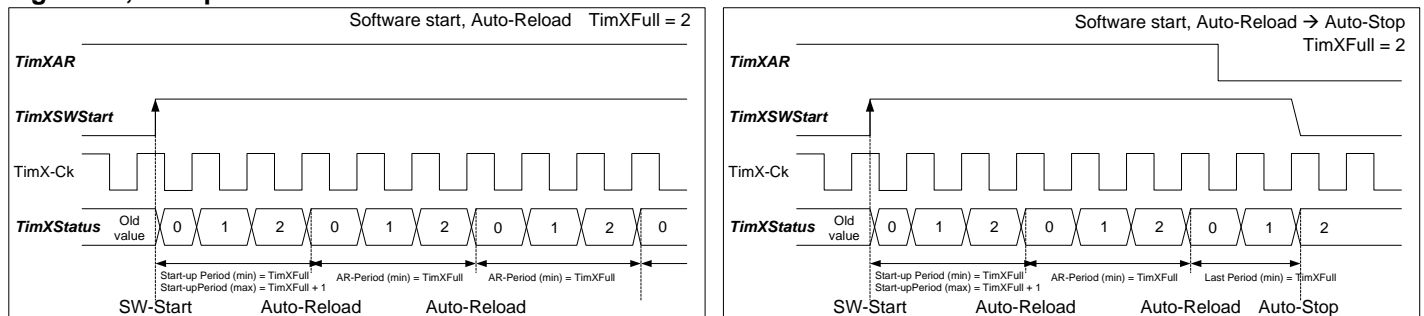 Software start, Auto-Reload TimXFull = 2
TimXAR
TimXSWStart
TimX-Ck
TimXStatus
Old
value
0 1 2 0 1 2 0 1 2 0
Start-up Period (min) = TimXFull
Start-upPeriod (max) = TimXFull + 1
AR-Period (min) = TimXFull
AR-Period (min) = TimXFull
SW-Start Auto-Reload Auto-Reload
Software start, Auto-Reload → Auto-Stop
TimXFull = 2
TimXAR
TimXSWStart
TimX-Ck
TimXStatus
Old
value
0 1 2 0 1 2 0 1 2
Start-up Period (min) = TimXFull
Start-upPeriod (max) = TimXFull + 1
AR-Period (min) = TimXFull
Last Period (min) = TimXFull
SW-Start Auto-Reload Auto-Reload Auto-Stop